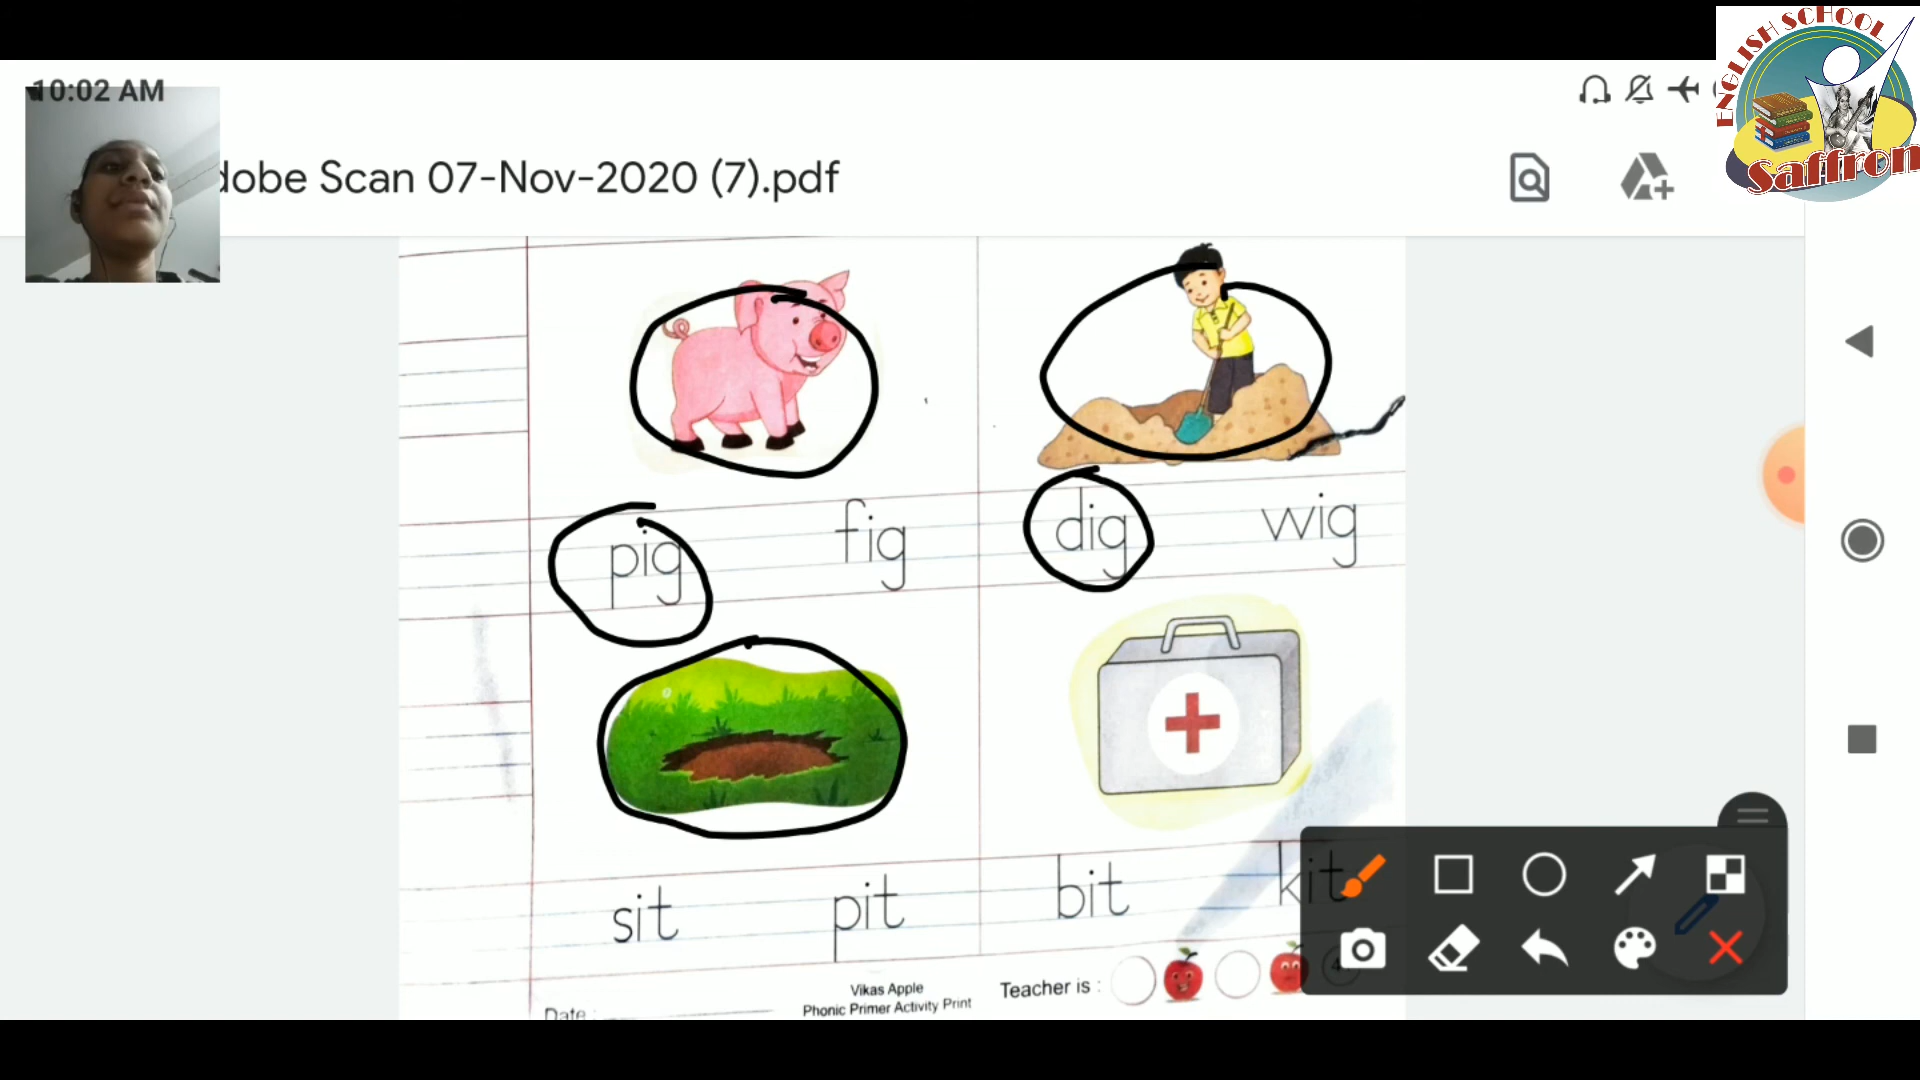 10:02 AM
dobe Scan 07-Nov-2020 (7).pdf
ENGLISH SCHOOL
Saffron
pig fig
dig wig
sit pit
bit kit
Date :
Vikas Apple
Phonic Primer Activity Print
Teacher is :